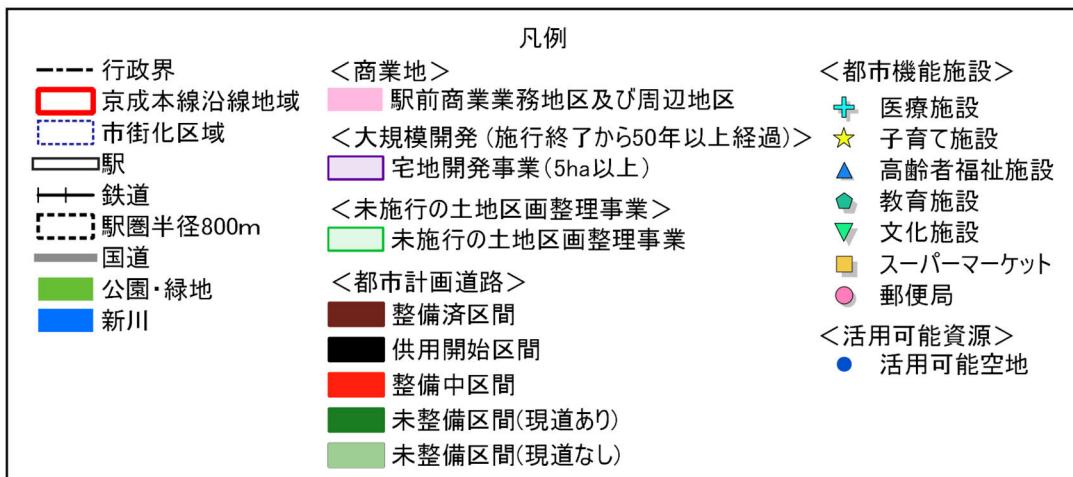 凡例
行政界
京成本線沿線地域
市街化区域
駅
鉄道
駅圏半径800m
国道
公園・緑地
新川
＜商業地＞
駅前商業業務地区及び周辺地区
＜大規模開発（施行終了から50年以上経過）＞
宅地開発事業（5ha以上）
＜未施行の土地区画整理事業＞
未施行の土地区画整理事業
＜都市計画道路＞
整備済区間
供用開始区間
整備中区間
未整備区間(現道あり)
未整備区間(現道なし)
＜都市機能施設＞
医療施設
子育て施設
高齢者福祉施設
教育施設
文化施設
スーパーマーケット
郵便局
＜活用可能資源＞
活用可能空地